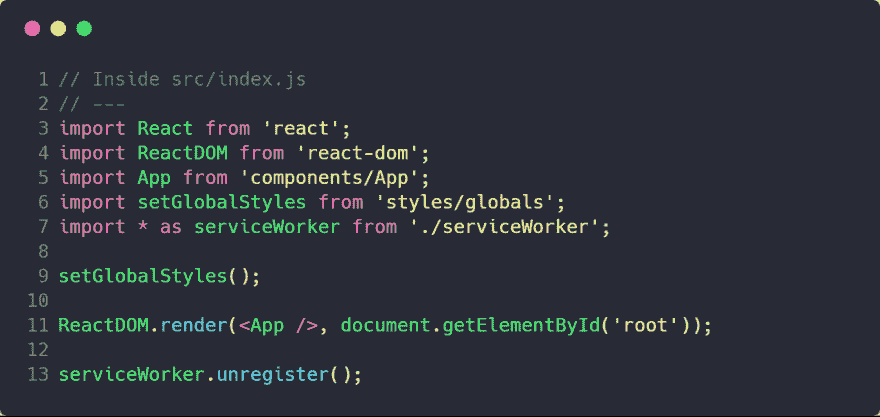 1 // Inside src/index.js
2 // ---
3 import React from 'react';
4 import ReactDOM from 'react-dom';
5 import App from 'components/App';
6 import setGlobalStyles from 'styles/globals';
7 import * as serviceWorker from './serviceWorker';
8
9 setGlobalStyles();
10
11 ReactDOM.render(<App />, document.getElementById('root'));
12
13 serviceWorker.unregister();